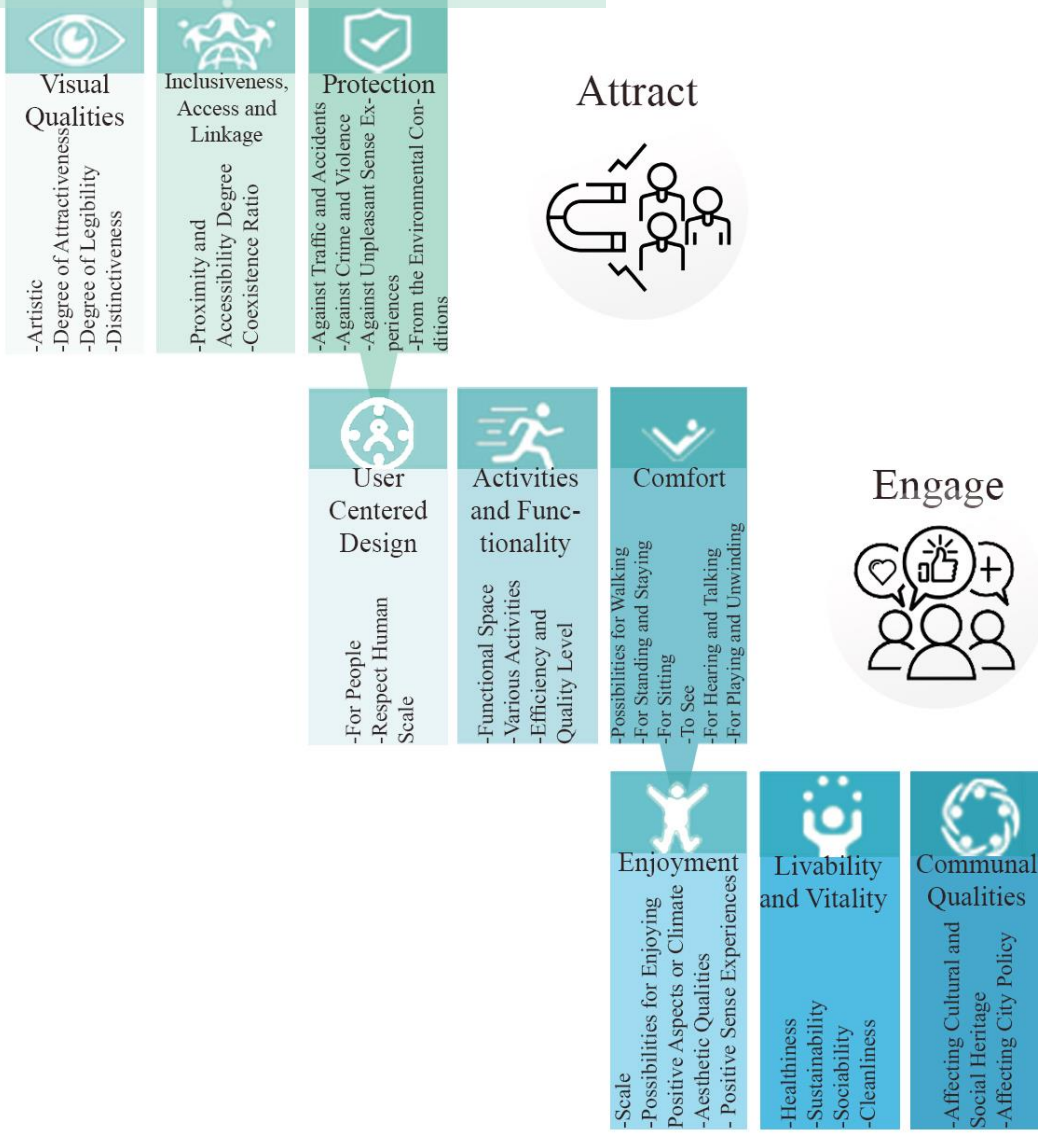 Visual
Qualities
-Artistic
-Degree of Attractiveness
-Degree of Legibility
-Distinctiveness
Inclusiveness,
Access and
Linkage
-Proximity and
Accessibility Degree
-Coexistence Ratio
Protection
-Against Traffic and Accidents
-Against Crime and Violence
-Against Unpleasant Sense Ex-
periences
-From the Environmental Con-
ditions
Attract
User
Centered
Design
-For People
-Respect Human
Scale
Activities
and Func-
tionality
-Functional Space
-Various Activities
-Efficiency and
Quality Level
Comfort
-Possibilities for Walking
-For Standing and Staying
-For Sitting
-To See
-For Hearing and Talking
-For Playing and Unwinding
Engage
Enjoyment
-Scale
-Possibilities for Enjoying
Positive Aspects or Climate
-Aesthetic Qualities
- Positive Sense Experiences
Livability
and Vitality
-Healthiness
-Sustainability
-Sociability
-Cleanliness
Communal
Qualities
-Affecting Cultural and
Social Heritage
-Affecting City Policy